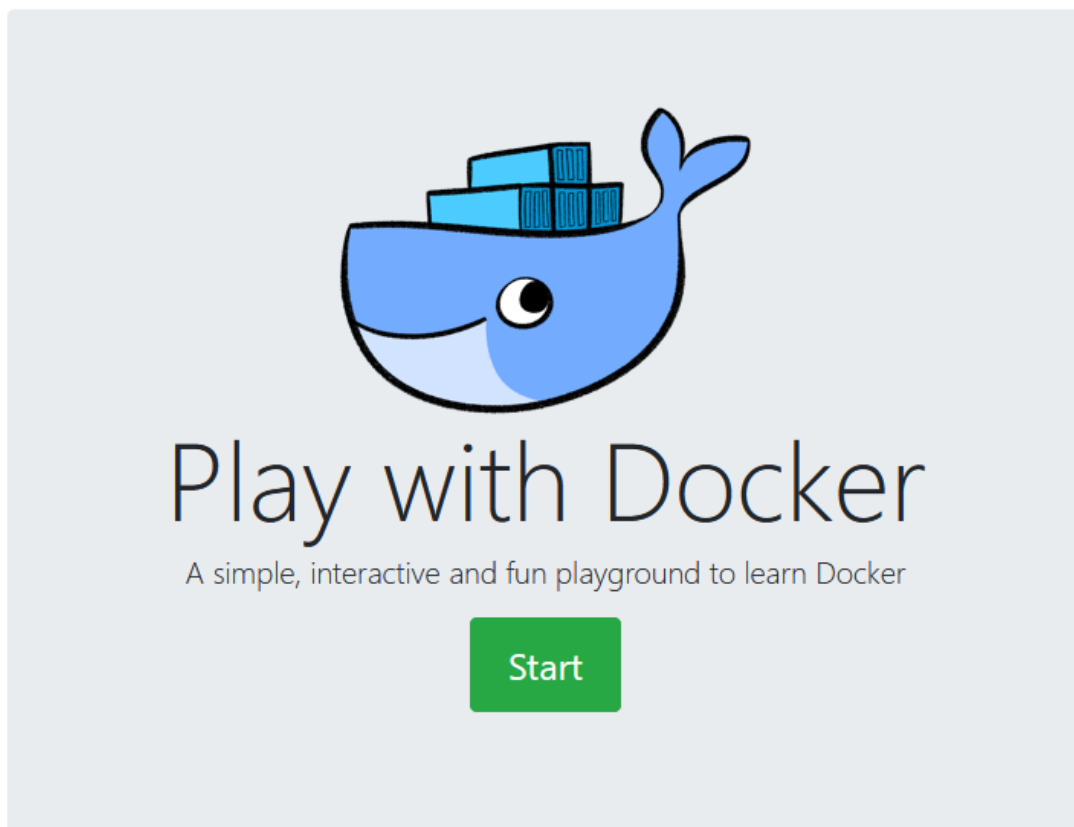 Play with Docker
A simple, interactive and fun playground to learn Docker
Start